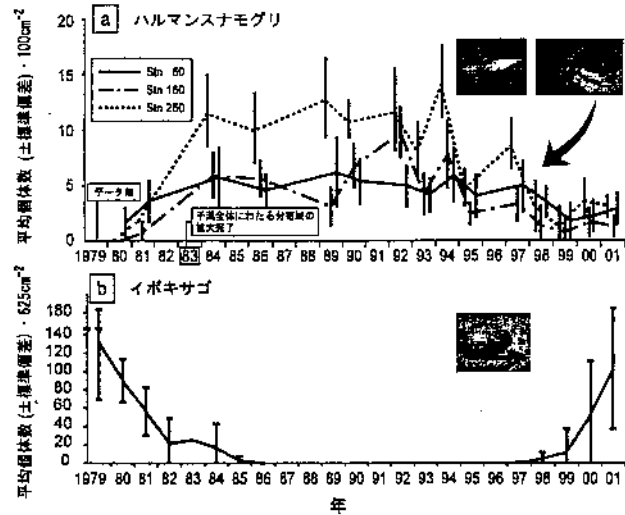 a ハルマンスナモグリ
平均個体数 (±標準偏差)・100cm-2
20
15
10
5
0
Stn 50
Stn 150
Stn 250
データ無
干潟全体にわたる分布域の
拡大完了
1979 80 81 82 83 84 85 86 87 88 89 90 91 92 93 94 95 96 97 98 99 00 01
b イボキサゴ
平均個体数 (±標準偏差)・625cm-2
180
160
140
120
100
80
60
40
20
0
1979 80 81 82 83 84 85 86 87 88 89 90 91 92 93 94 95 96 97 98 99 00 01
年